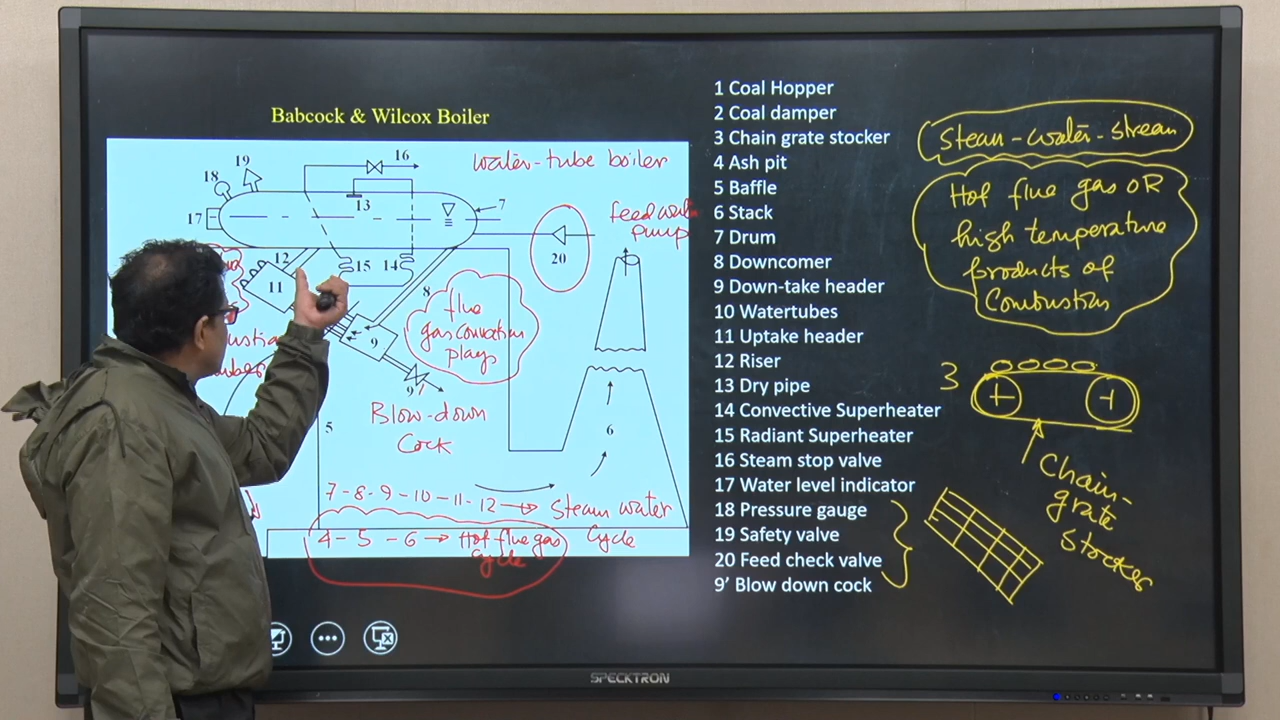 Babcock & Wilcox Boiler
19
16
water-tube boiler
18
13
7
17
feed water
pump
20
12
15
14
11
8
flue
gas convection
plays
9
9'
Blow-down
Cock
5
6
7-8-9-10-11-12 → Steam water
Cycle
4-5-6 → Hot flue gas
Cycle
1 Coal Hopper
2 Coal damper
3 Chain grate stocker
4 Ash pit
5 Baffle
6 Stack
7 Drum
8 Downcomer
9 Down-take header
10 Watertubes
11 Uptake header
12 Riser
13 Dry pipe
14 Convective Superheater
15 Radiant Superheater
16 Steam stop valve
17 Water level indicator
18 Pressure gauge
19 Safety valve
20 Feed check valve
9’ Blow down cock
Steam-water-stream
Hot flue gas OR
high temperature
products of
Combustion
3
Chain-
grate
stocker
SPECKTRON